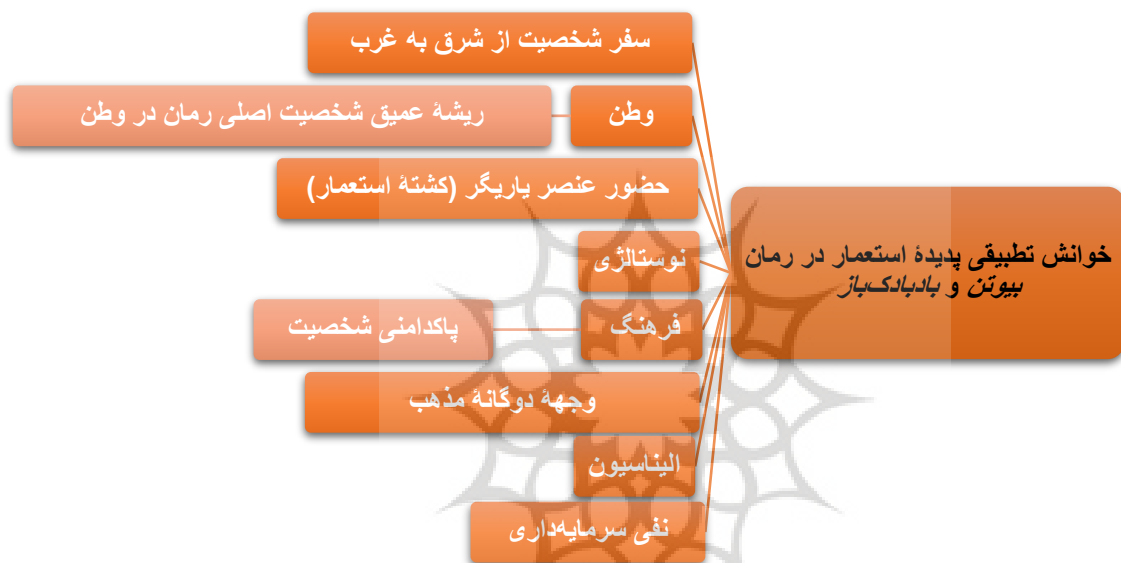 خوانش تطبیقی پدیدهٔ استعمار در رمان
بیوتن و بادبادک‌باز
سفر شخصیت از شرق به غرب
وطن
ریشهٔ عمیق شخصیت اصلی رمان در وطن
حضور عنصر یاریگر (کشتهٔ استعمار)
نوستالژی
فرهنگ
پاکدامنی شخصیت
وجههٔ دوگانهٔ مذهب
الیناسیون
نفی سرمایه‌داری